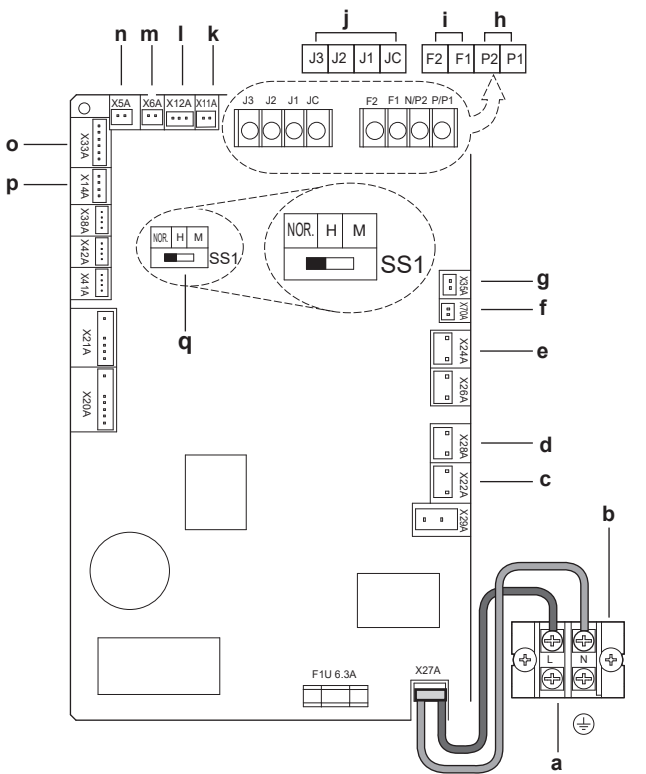 j
i
h
n
m
l
k
J3 J2 J1 JC
F2 F1 P2 P1
X5A
X6A
X12A
X11A
J3 J2 J1 JC
F2 F1 N/P2 P/P1
o
X33A
p
X14A
X38A
X42A
X41A
NOR. H M
SS1
NOR. H M
SS1
q
X35A
g
X70A
f
X21A
X24A
e
X26A
X20A
X28A
d
X22A
c
X29A
b
L N
F1U 6.3A
X27A
a